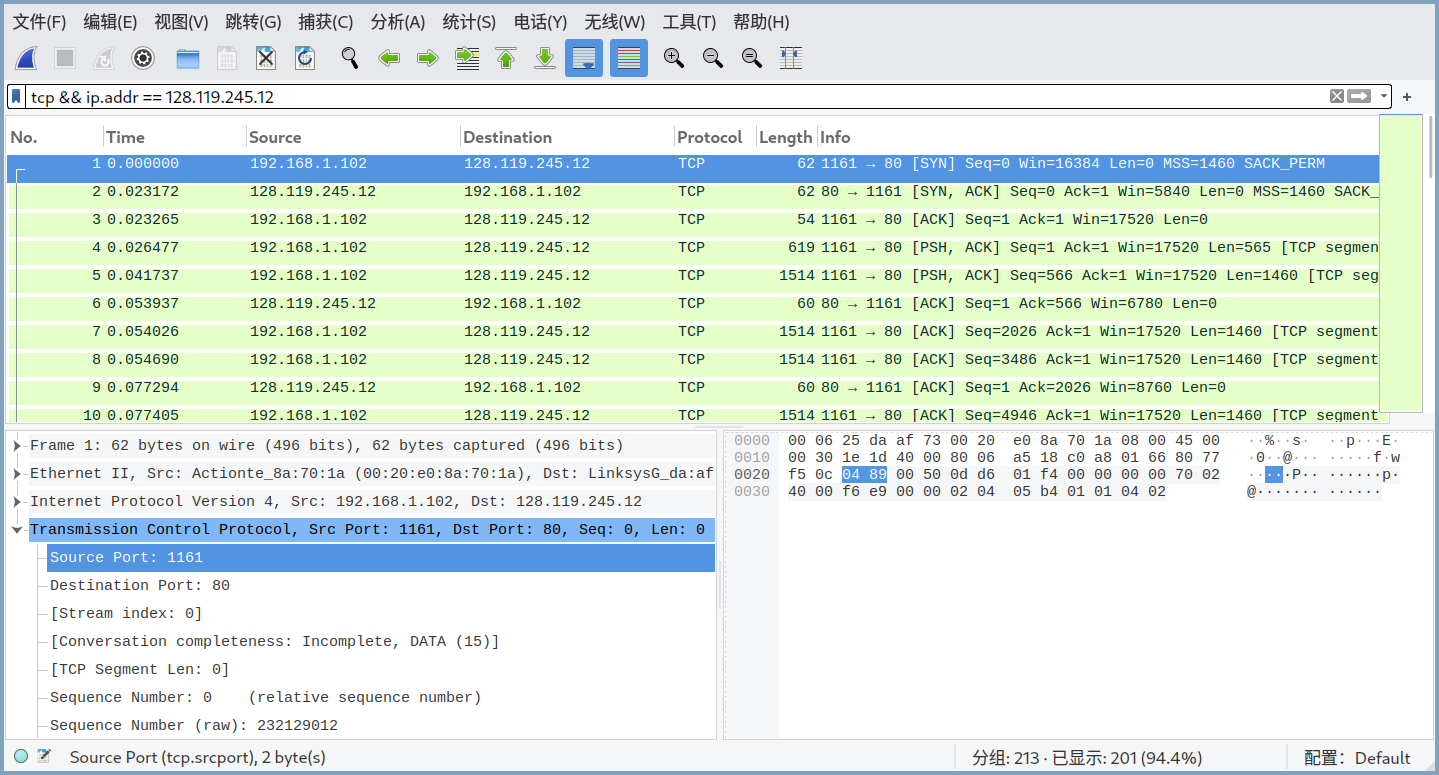 文件(F) 编辑(E) 视图(V) 跳转(G) 捕获(C) 分析(A) 统计(S) 电话(Y) 无线(W) 工具(T) 帮助(H)
tcp && ip.addr == 128.119.245.12 +
No. Time Source Destination Protocol Length Info
1 0.000000 192.168.1.102 128.119.245.12 TCP 62 1161 → 80 [SYN] Seq=0 Win=16384 Len=0 MSS=1460 SACK_PERM
2 0.023172 128.119.245.12 192.168.1.102 TCP 62 80 → 1161 [SYN, ACK] Seq=0 Ack=1 Win=5840 Len=0 MSS=1460 SACK_
3 0.023265 192.168.1.102 128.119.245.12 TCP 54 1161 → 80 [ACK] Seq=1 Ack=1 Win=17520 Len=0
4 0.026477 192.168.1.102 128.119.245.12 TCP 619 1161 → 80 [PSH, ACK] Seq=1 Ack=1 Win=17520 Len=565 [TCP segmen
5 0.041737 192.168.1.102 128.119.245.12 TCP 1514 1161 → 80 [PSH, ACK] Seq=566 Ack=1 Win=17520 Len=1460 [TCP seg
6 0.053937 128.119.245.12 192.168.1.102 TCP 60 80 → 1161 [ACK] Seq=1 Ack=566 Win=6780 Len=0
7 0.054026 192.168.1.102 128.119.245.12 TCP 1514 1161 → 80 [ACK] Seq=2026 Ack=1 Win=17520 Len=1460 [TCP segment
8 0.054690 192.168.1.102 128.119.245.12 TCP 1514 1161 → 80 [ACK] Seq=3486 Ack=1 Win=17520 Len=1460 [TCP segment
9 0.077294 128.119.245.12 192.168.1.102 TCP 60 80 → 1161 [ACK] Seq=1 Ack=2026 Win=8760 Len=0
10 0.077405 192.168.1.102 128.119.245.12 TCP 1514 1161 → 80 [ACK] Seq=4946 Ack=1 Win=17520 Len=1460 [TCP segment
Frame 1: 62 bytes on wire (496 bits), 62 bytes captured (496 bits)
Ethernet II, Src: Actionte_8a:70:1a (00:20:e0:8a:70:1a), Dst: LinksysG_da:af
Internet Protocol Version 4, Src: 192.168.1.102, Dst: 128.119.245.12
Transmission Control Protocol, Src Port: 1161, Dst Port: 80, Seq: 0, Len: 0
Source Port: 1161
Destination Port: 80
[Stream index: 0]
[Conversation completeness: Incomplete, DATA (15)]
[TCP Segment Len: 0]
Sequence Number: 0    (relative sequence number)
Sequence Number (raw): 232129012
0000 00 06 25 da af 73 00 20 e0 8a 70 1a 08 00 45 00 ··%··s· ··p···E·
0010 00 30 1e 1d 40 00 80 06 a5 18 c0 a8 01 66 80 77 ·0··@··· ·····f·w
0020 f5 0c 04 89 00 50 0d d6 01 f4 00 00 00 00 70 02 ·····P·· ······p·
0030 40 00 f6 e9 00 00 02 04 05 b4 01 01 04 02 @······· ······
Source Port (tcp.srcport), 2 byte(s) 分组: 213 · 已显示: 201 (94.4%) 配置: Default